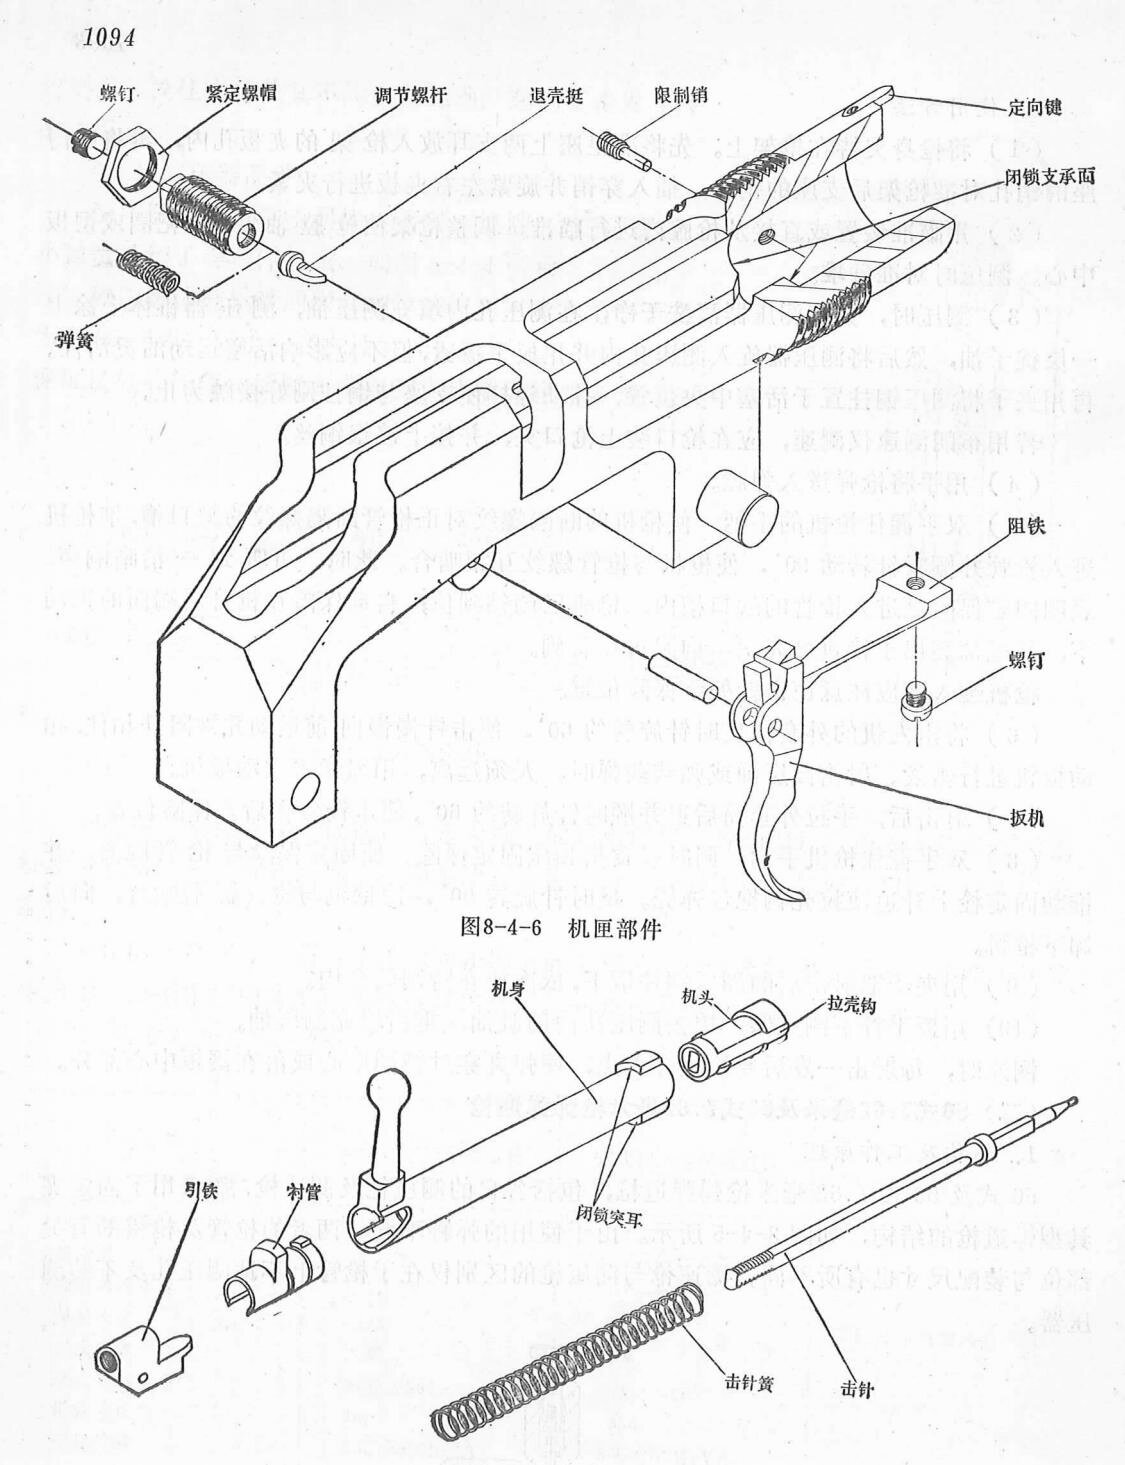 1094
螺钉
紧定螺帽
调节螺杆
退壳挺
限制销
定向键
闭锁支承面
弹簧
阻铁
螺钉
扳机
图8-4-6 机匣部件
机身
机头
拉壳钩
引铁
衬管
闭锁突耳
击针簧
击针